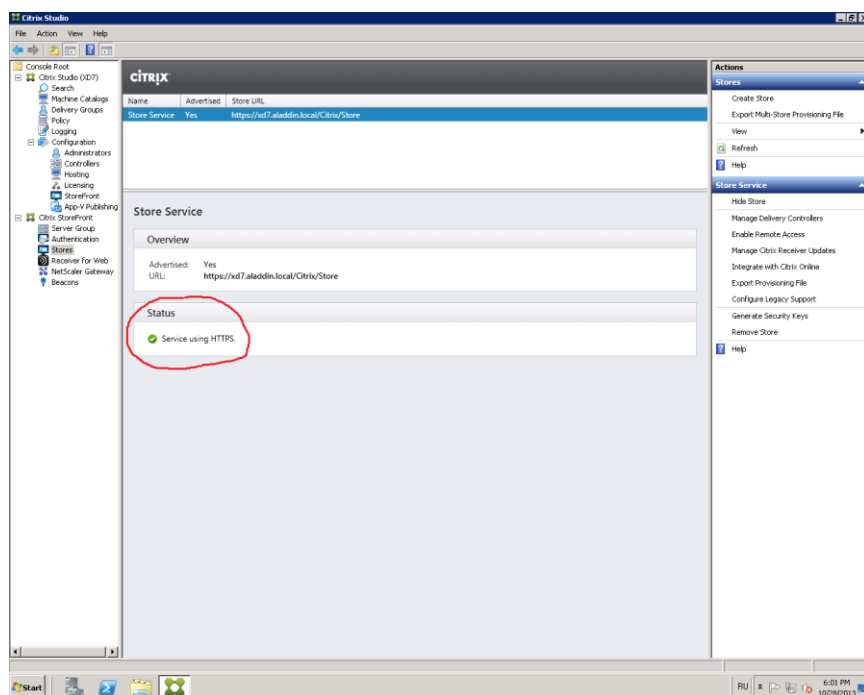 Citrix Studio
File Action View Help
Console Root
Citrix Studio (XD7)
Search
Machine Catalogs
Delivery Groups
Policy
Logging
Configuration
Administrators
Controllers
Hosting
Licensing
StoreFront
App-V Publishing
Citrix StoreFront
Server Group
Authentication
Stores
Receiver for Web
NetScaler Gateway
Beacons
CITRIX
Name Advertised Store URL
Store Service Yes https://xd7.aladdin.local/Citrix/Store
Store Service
Overview
Advertised: Yes
URL: https://xd7.aladdin.local/Citrix/Store
Status
Service using HTTPS.
Actions
Stores
Create Store
Export Multi-Store Provisioning File
View
Refresh
Help
Store Service
Hide Store
Manage Delivery Controllers
Enable Remote Access
Manage Citrix Receiver Updates
Integrate with Citrix Online
Export Provisioning File
Configure Legacy Support
Generate Security Keys
Remove Store
Help
Start
RU
6:01 PM